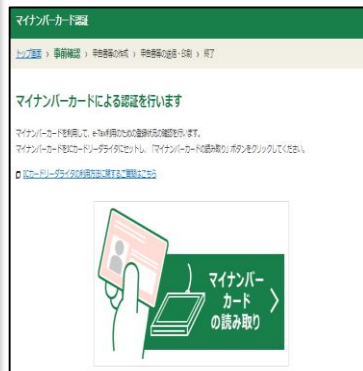 マイナンバーカード認証
トップ画面 > 事前確認 > 申告書等の作成 > 申告書等の送信・印刷 > 終了
マイナンバーカードによる認証を行います
マイナンバーカードを利用して、e-Tax利用のための登録状況の確認を行います。
マイナンバーカードをICカードリーダライタにセットし、「マイナンバーカードの読み取り」ボタンをクリックしてください。
ICカードリーダライタの利用方法に関するご質問はこちら
マイナンバー
カード
の読み取り